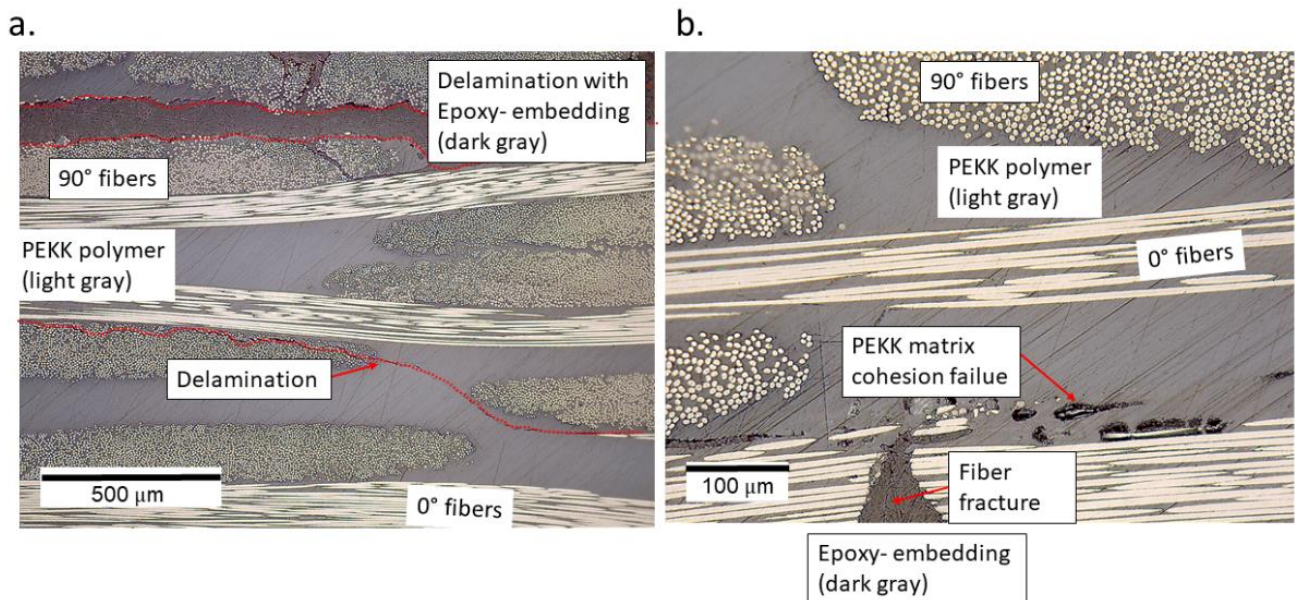 a.
Delamination with
Epoxy- embedding
(dark gray)
90° fibers
PEKK polymer
(light gray)
Delamination
500 μm
0° fibers
b.
90° fibers
PEKK polymer
(light gray)
0° fibers
PEKK matrix
cohesion failue
100 μm
Fiber
fracture
Epoxy- embedding
(dark gray)